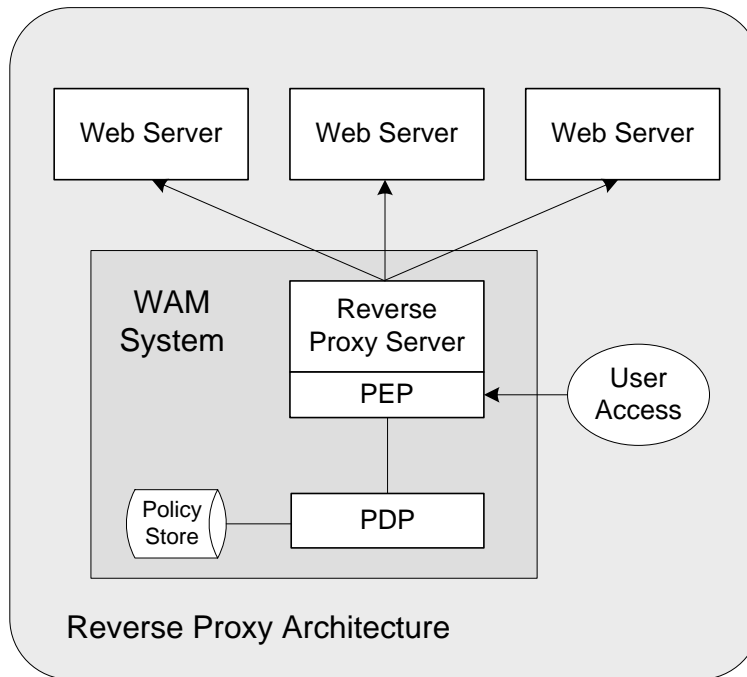 Web Server
Web Server
Web Server
WAM
System
Reverse
Proxy Server
PEP
User
Access
Policy
Store
PDP
Reverse Proxy Architecture